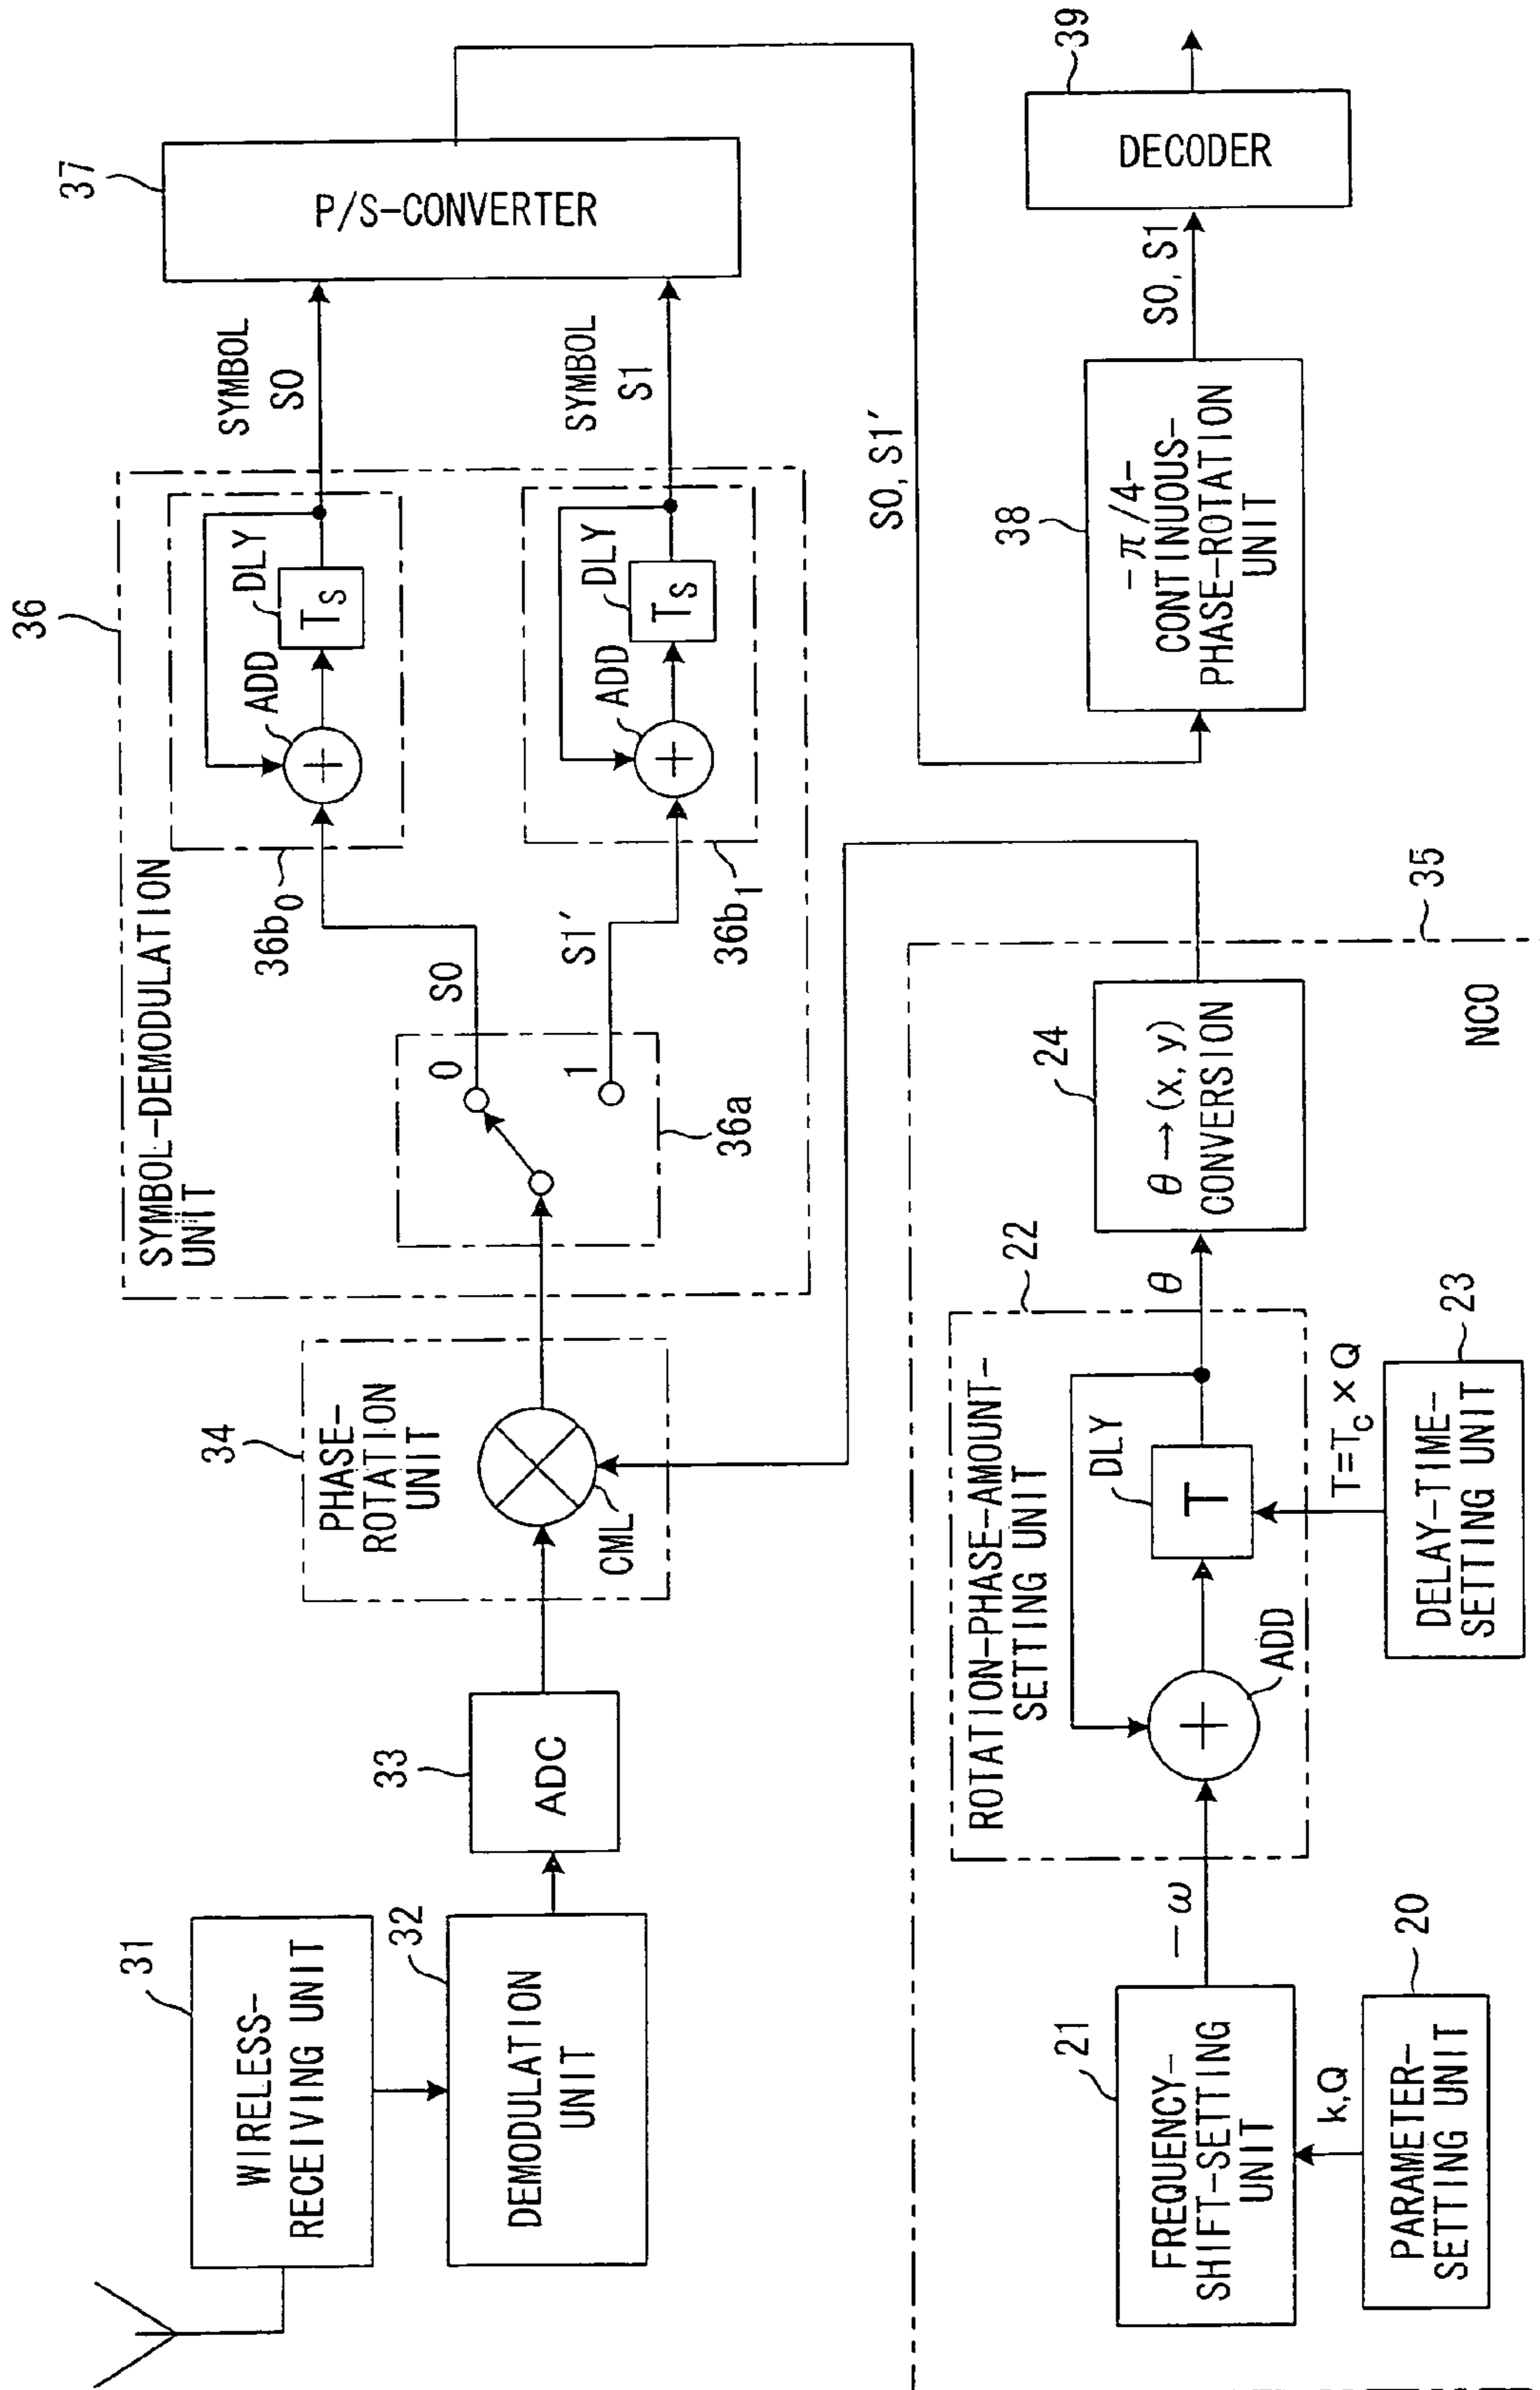 31
WIRELESS-
RECEIVING UNIT
32
DEMODULATION
UNIT
33
ADC
34
PHASE-
ROTATION
UNIT
CML
36
SYMBOL-DEMODULATION
UNIT
36a
0
1
S0
S1′
36b0
ADD
DLY
TS
36b1
ADD
DLY
TS
SYMBOL
S0
SYMBOL
S1
37
P/S-CONVERTER
S0, S1′
38
-π/4-
CONTINUOUS-
PHASE-ROTATION
UNIT
S0, S1
39
DECODER
35
NCO
20
PARAMETER-
SETTING UNIT
k,Q
21
FREQUENCY-
SHIFT-SETTING
UNIT
-ω
22
ROTATION-PHASE-AMOUNT-
SETTING UNIT
ADD
DLY
T
T=Tc×Q
23
DELAY-TIME-
SETTING UNIT
θ
24
θ→(x, y)
CONVERSION